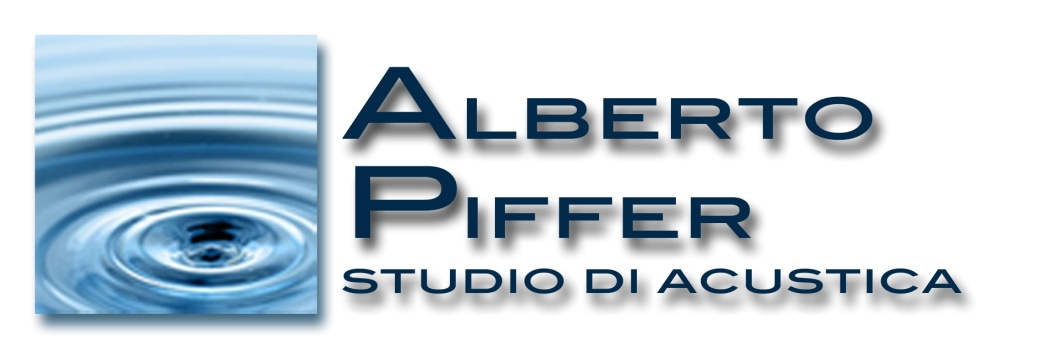 ALBERTO
PIFFER
STUDIO DI ACUSTICA